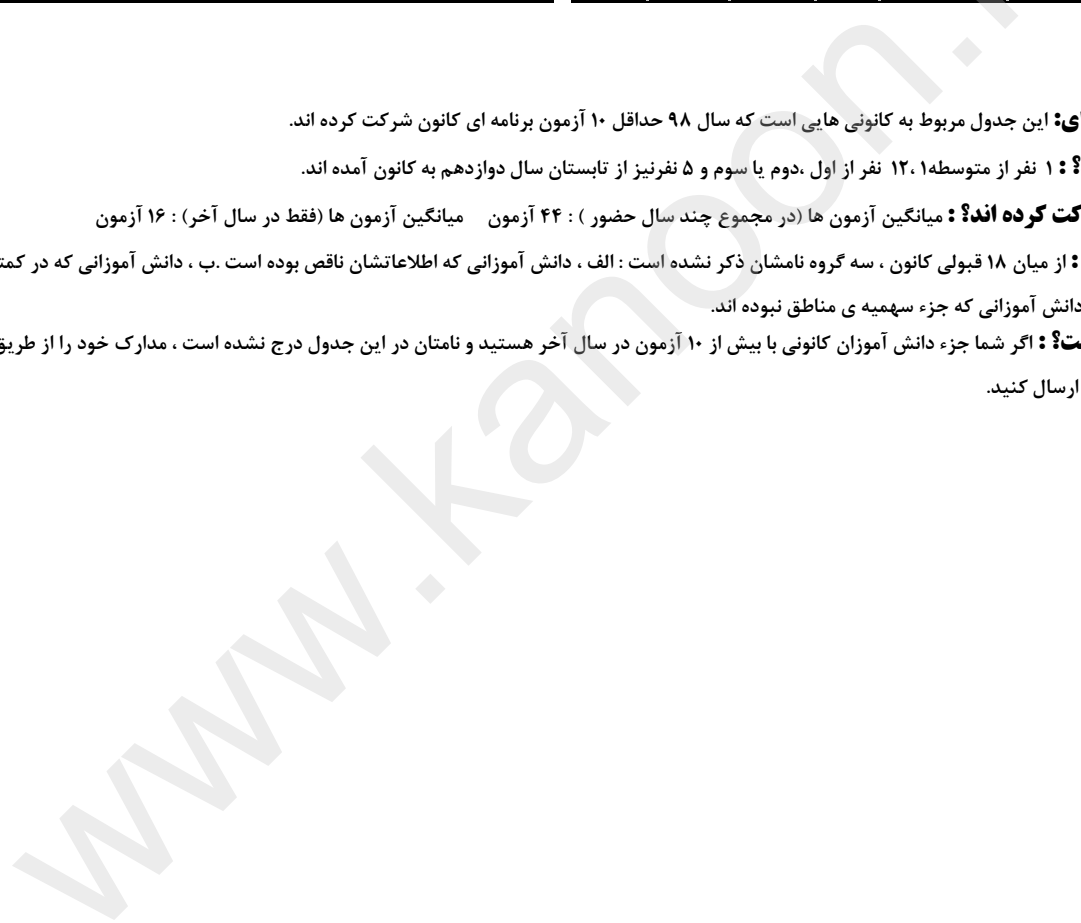 این جدول مربوط به کانونی هایی است که سال ۹۸ حداقل ۱۰ آزمون برنامه ای کانون شرکت کرده اند.
؟ : ۱ نفر از متوسطه۱ ،۱۲ نفر از اول ،دوم یا سوم و ۵ نفرنیز از تابستان سال دوازدهم به کانون آمده اند.
کرده اند؟ : میانگین آزمون ها (در مجموع چند سال حضور ) : ۴۴ آزمون میانگین آزمون ها (فقط در سال آخر) : ۱۶ آزمون
: از میان ۱۸ قبولی کانون ، سه گروه نامشان ذکر نشده است : الف ، دانش آموزانی که اطلاعاتشان ناقص بوده است .ب ، دانش آموزانی که در
دانش آموزانی که جزء سهمیه ی مناطق نبوده اند.
؟ : اگر شما جزء دانش آموزان کانونی با بیش از ۱۰ آزمون در سال آخر هستید و نامتان در این جدول درج نشده است ، مدارک خود را از طریق
ارسال کنید.
www.kanoon.